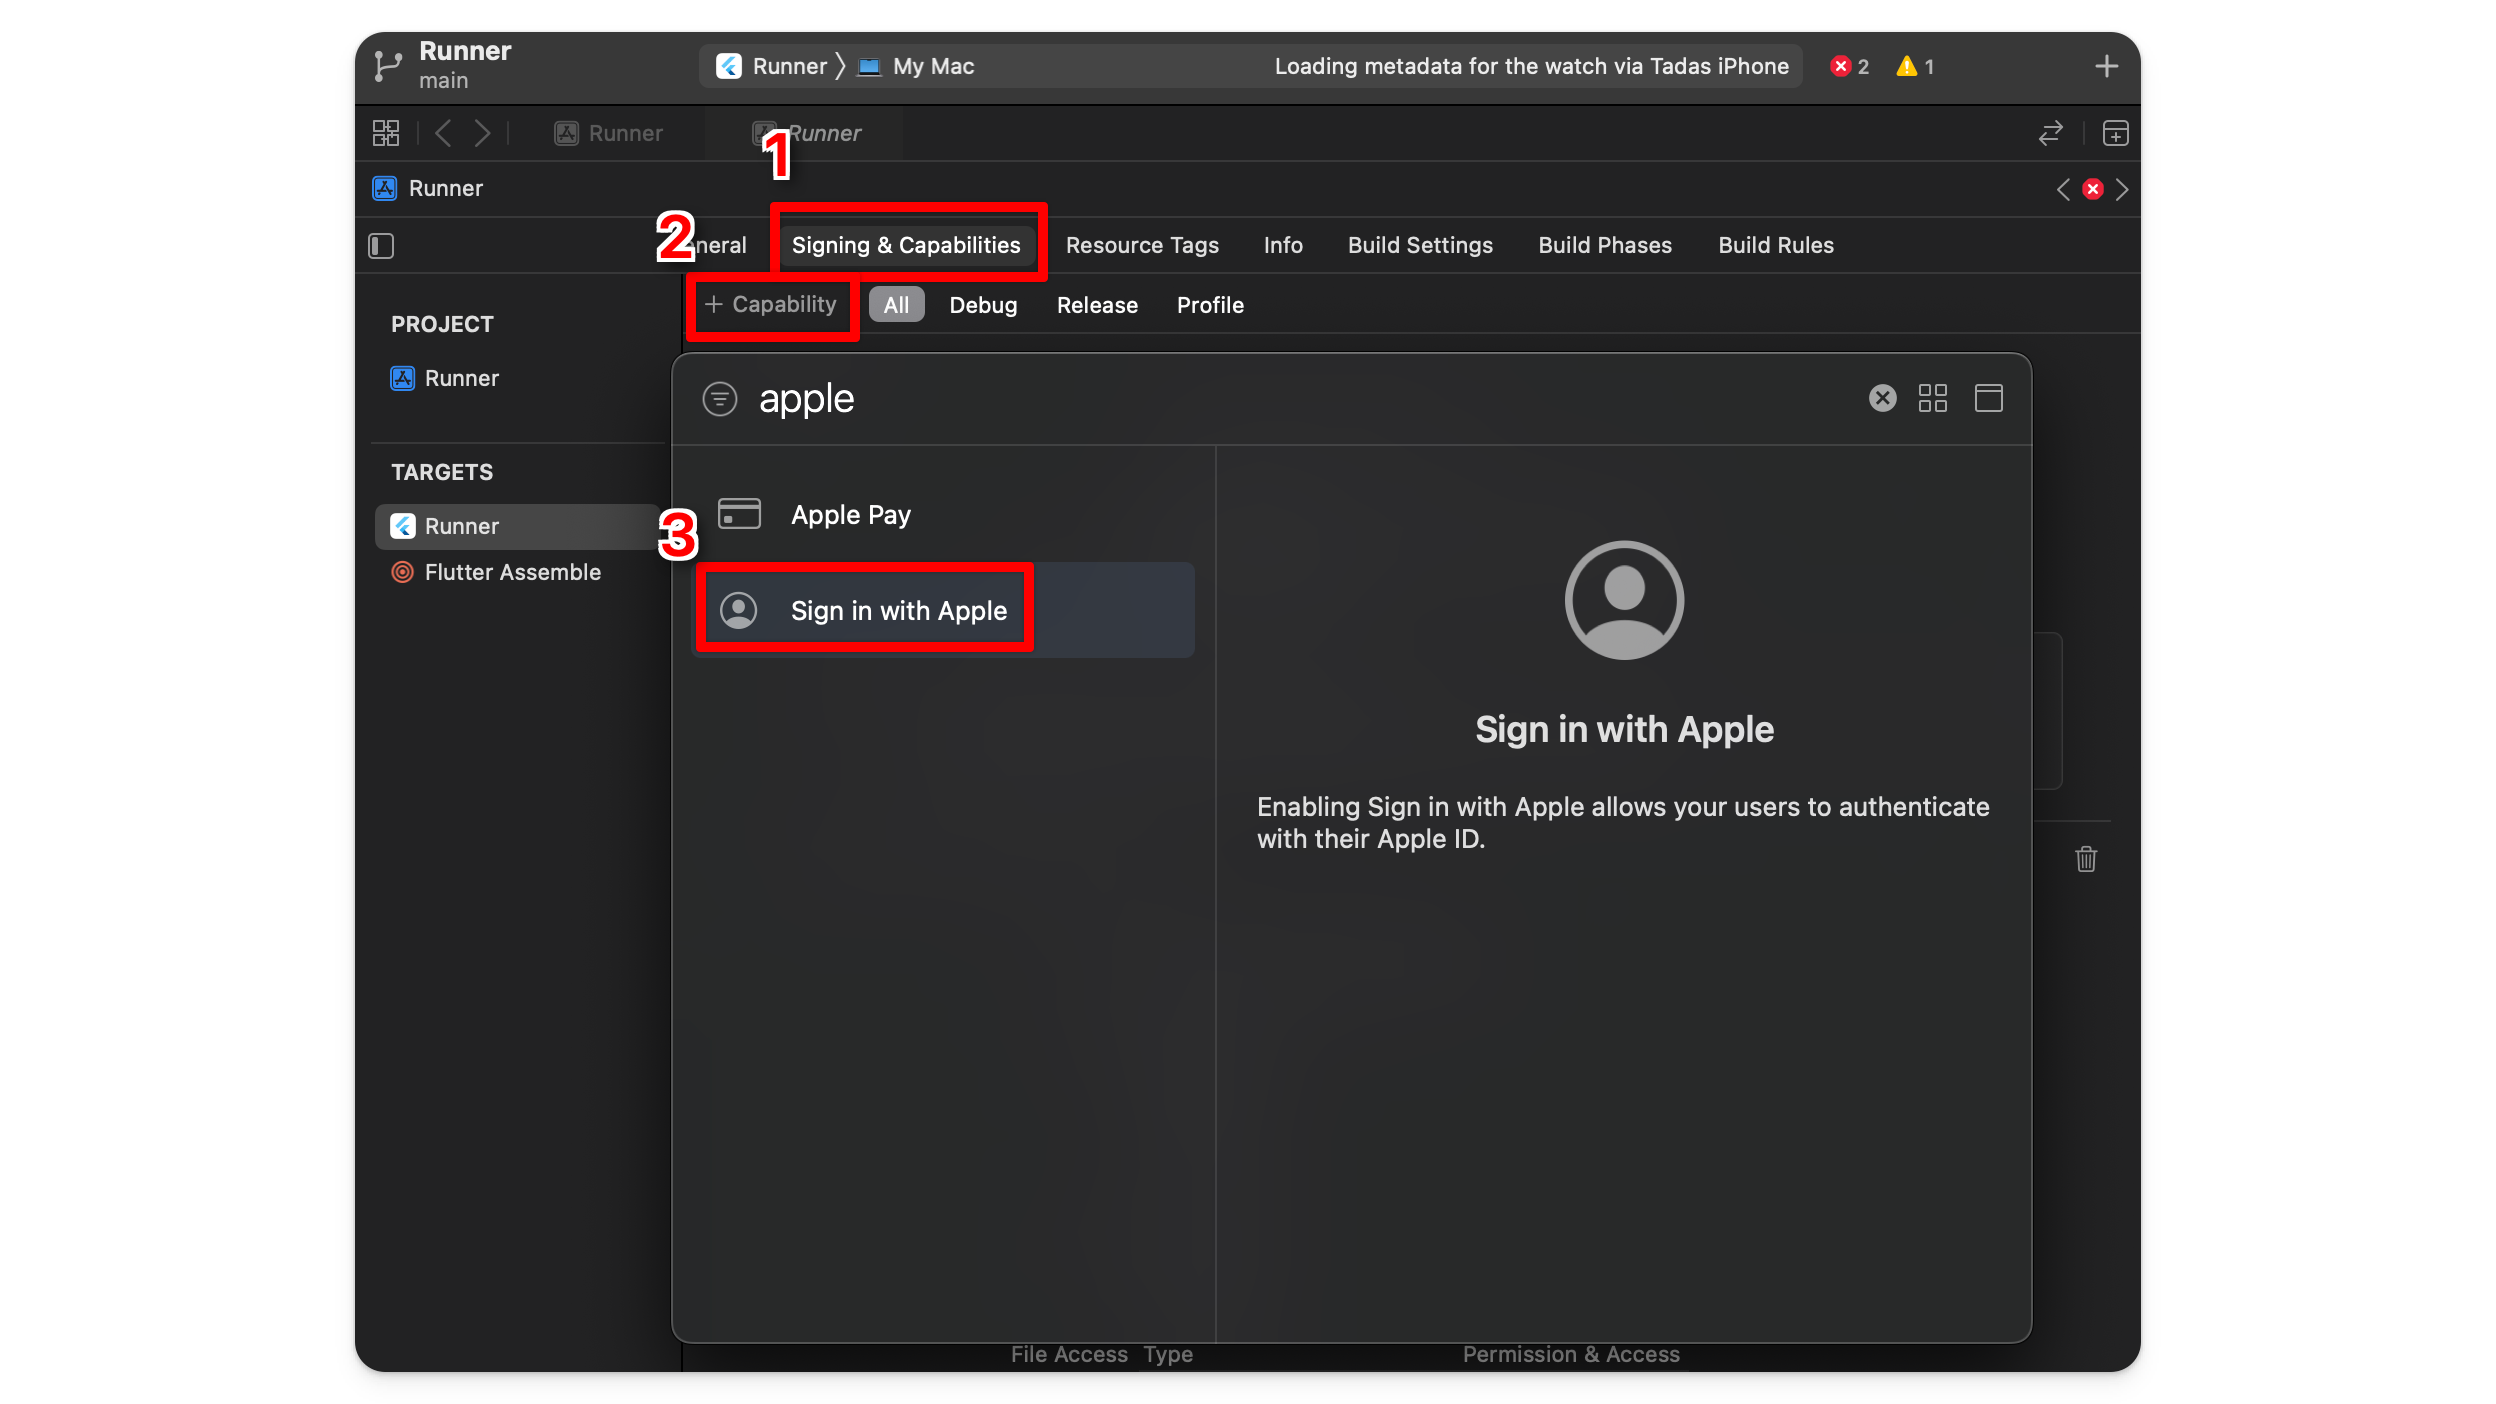 Runner
main
Runner My Mac
Loading metadata for the watch via Tadas iPhone
2
1
Runner
Runner
1
Runner
2
neral
Signing & Capabilities
Resource Tags
Info
Build Settings
Build Phases
Build Rules
+ Capability
All
Debug
Release
Profile
PROJECT
Runner
TARGETS
Runner
Flutter Assemble
apple
Apple Pay
3
Sign in with Apple
Sign in with Apple
Enabling Sign in with Apple allows your users to authenticate
with their Apple ID.
File Access Type
Permission & Access